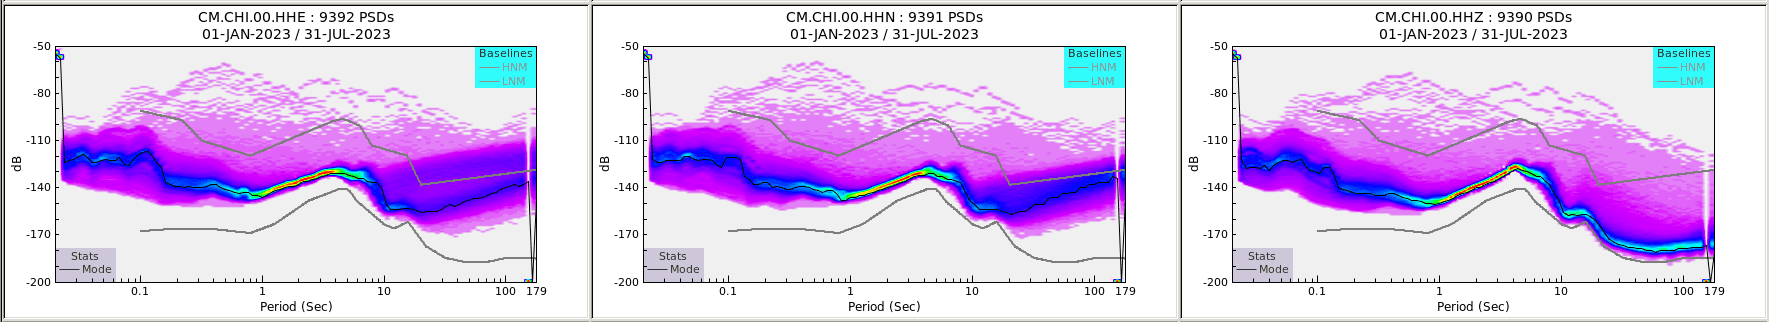 CM.CHI.00.HHE : 9392 PSDs
01-JAN-2023 / 31-JUL-2023
-50
-80
-110
-140
-170
-200
dB
Baselines
HNM
LNM
Stats
Mode
0.1 1 10 100 179
Period (Sec)
CM.CHI.00.HHN : 9391 PSDs
01-JAN-2023 / 31-JUL-2023
-50
-80
-110
-140
-170
-200
dB
Baselines
HNM
LNM
Stats
Mode
0.1 1 10 100 179
Period (Sec)
CM.CHI.00.HHZ : 9390 PSDs
01-JAN-2023 / 31-JUL-2023
-50
-80
-110
-140
-170
-200
dB
Baselines
HNM
LNM
Stats
Mode
0.1 1 10 100 179
Period (Sec)